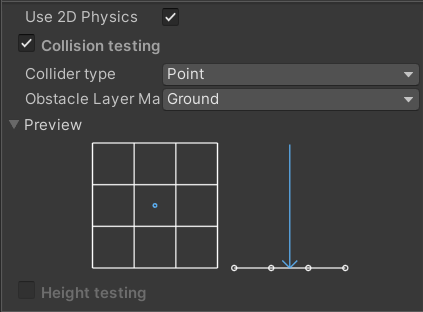 Use 2D Physics
Collision testing
Collider type Point
Obstacle Layer Ma Ground
Preview
Height testing